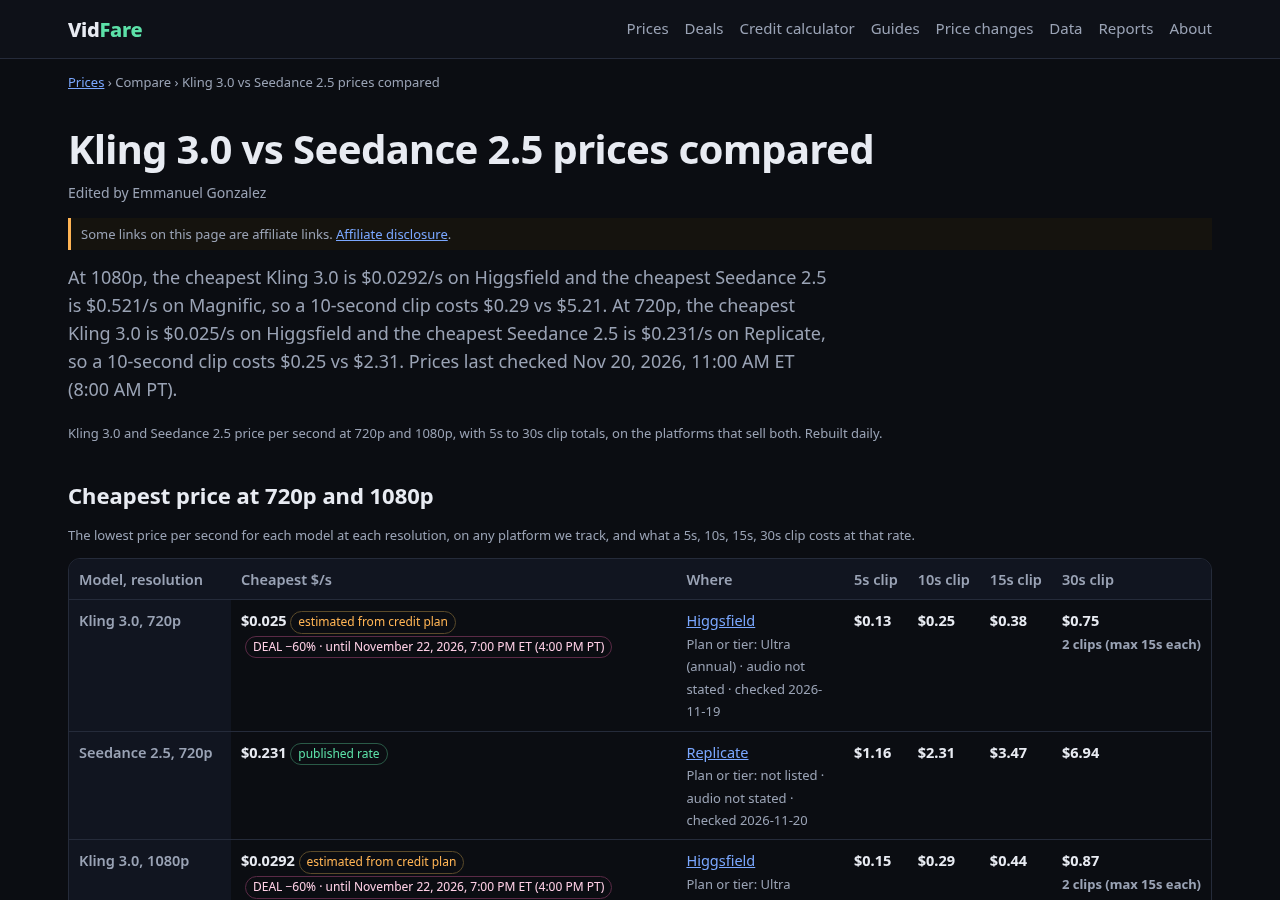 VidFare
Prices Deals Credit calculator Guides Price changes Data Reports About
Prices › Compare › Kling 3.0 vs Seedance 2.5 prices compared
Kling 3.0 vs Seedance 2.5 prices compared
Edited by Emmanuel Gonzalez
Some links on this page are affiliate links. Affiliate disclosure.
At 1080p, the cheapest Kling 3.0 is $0.0292/s on Higgsfield and the cheapest Seedance 2.5
is $0.521/s on Magnific, so a 10-second clip costs $0.29 vs $5.21. At 720p, the cheapest
Kling 3.0 is $0.025/s on Higgsfield and the cheapest Seedance 2.5 is $0.231/s on Replicate,
so a 10-second clip costs $0.25 vs $2.31. Prices last checked Nov 20, 2026, 11:00 AM ET
(8:00 AM PT).
Kling 3.0 and Seedance 2.5 price per second at 720p and 1080p, with 5s to 30s clip totals, on the platforms that sell both. Rebuilt daily.
Cheapest price at 720p and 1080p
The lowest price per second for each model at each resolution, on any platform we track, and what a 5s, 10s, 15s, 30s clip costs at that rate.
Model, resolution Cheapest $/s Where 5s clip 10s clip 15s clip 30s clip
Kling 3.0, 720p $0.025 estimated from credit plan Higgsfield $0.13 $0.25 $0.38 $0.75
DEAL −60% · until November 22, 2026, 7:00 PM ET (4:00 PM PT) Plan or tier: Ultra 2 clips (max 15s each)
(annual) · audio not
stated · checked 2026-
11-19
Seedance 2.5, 720p $0.231 published rate Replicate $1.16 $2.31 $3.47 $6.94
Plan or tier: not listed ·
audio not stated ·
checked 2026-11-20
Kling 3.0, 1080p $0.0292 estimated from credit plan Higgsfield $0.15 $0.29 $0.44 $0.87
DEAL −60% · until November 22, 2026, 7:00 PM ET (4:00 PM PT) Plan or tier: Ultra 2 clips (max 15s each)